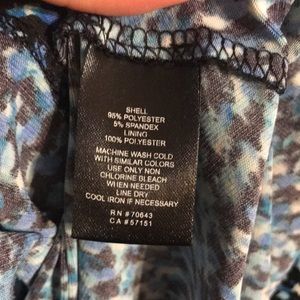 SHELL
95% POLYESTER
5% SPANDEX
LINING
100% POLYESTER
MACHINE WASH COLD
WITH SIMILAR COLORS
USE ONLY NON
CHLORINE BLEACH
WHEN NEEDED
LINE DRY
COOL IRON IF NECESSARY
RN # 70643
CA # 57151